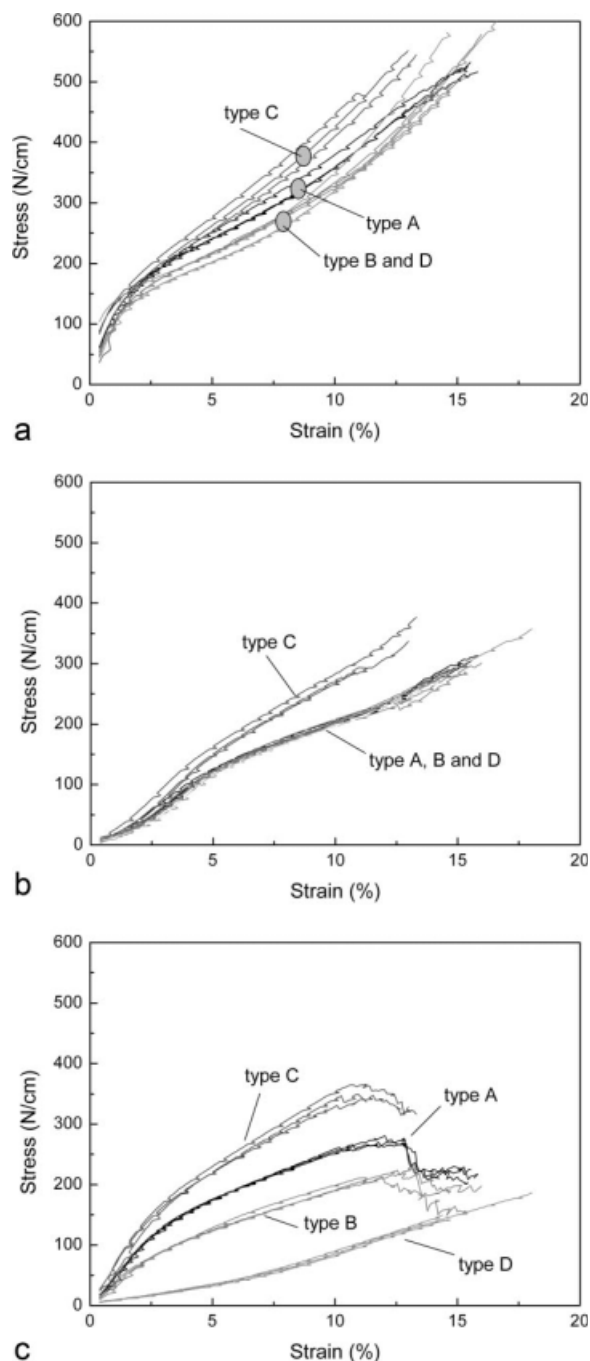 600
500
400
300
200
100
0
Stress (N/cm)
type C
type A
type B and D
0 5 10 15 20
Strain (%)
a
600
500
400
300
200
100
0
Stress (N/cm)
type C
type A, B and D
0 5 10 15 20
Strain (%)
b
600
500
400
300
200
100
0
Stress (N/cm)
type C
type A
type B
type D
0 5 10 15 20
Strain (%)
c